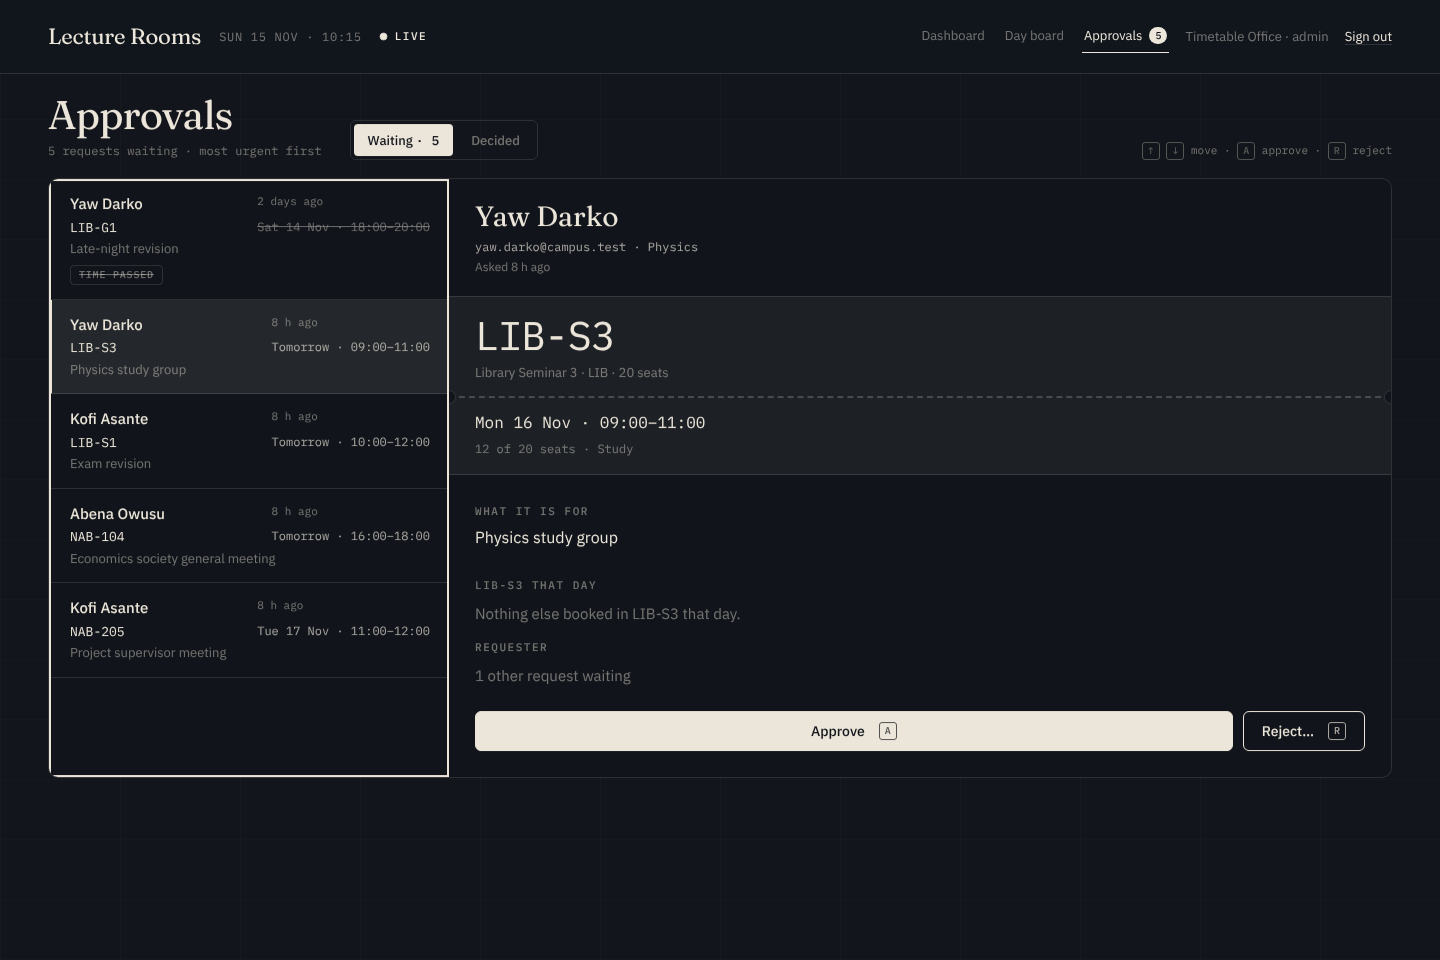 Lecture Rooms SUN 15 NOV · 10:15 LIVE
Dashboard Day board Approvals 5 Timetable Office · admin Sign out
Approvals
5 requests waiting · most urgent first
Waiting · 5 Decided
↑ ↓ move · A approve · R reject
Yaw Darko 2 days ago
LIB-G1 Sat 14 Nov · 18:00–20:00
Late-night revision
TIME PASSED
Yaw Darko 8 h ago
LIB-S3 Tomorrow · 09:00–11:00
Physics study group
Kofi Asante 8 h ago
LIB-S1 Tomorrow · 10:00–12:00
Exam revision
Abena Owusu 8 h ago
NAB-104 Tomorrow · 16:00–18:00
Economics society general meeting
Kofi Asante 8 h ago
NAB-205 Tue 17 Nov · 11:00–12:00
Project supervisor meeting
Yaw Darko
yaw.darko@campus.test · Physics
Asked 8 h ago
LIB-S3
Library Seminar 3 · LIB · 20 seats
Mon 16 Nov · 09:00–11:00
12 of 20 seats · Study
WHAT IT IS FOR
Physics study group
LIB-S3 THAT DAY
Nothing else booked in LIB-S3 that day.
REQUESTER
1 other request waiting
Approve A
Reject... R